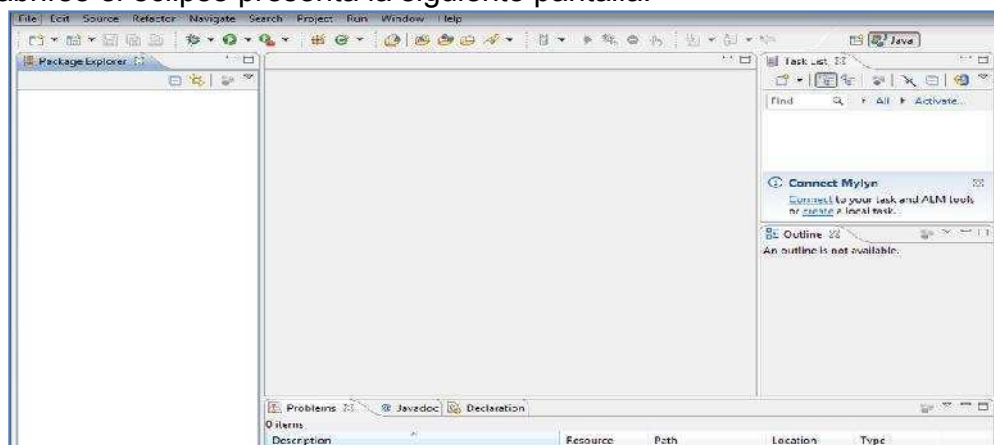 abrirse el eclipse presenta la siguiente pantalla:
File Edit Source Refactor Navigate Search Project Run Window Help
Java
Package Explorer
Task List
Find All Activate...
Connect Mylyn
Connect to your task and ALM tools
or create a local task.
Outline
An outline is not available.
Problems @ Javadoc Declaration
0 items
Description Resource Path Location Type